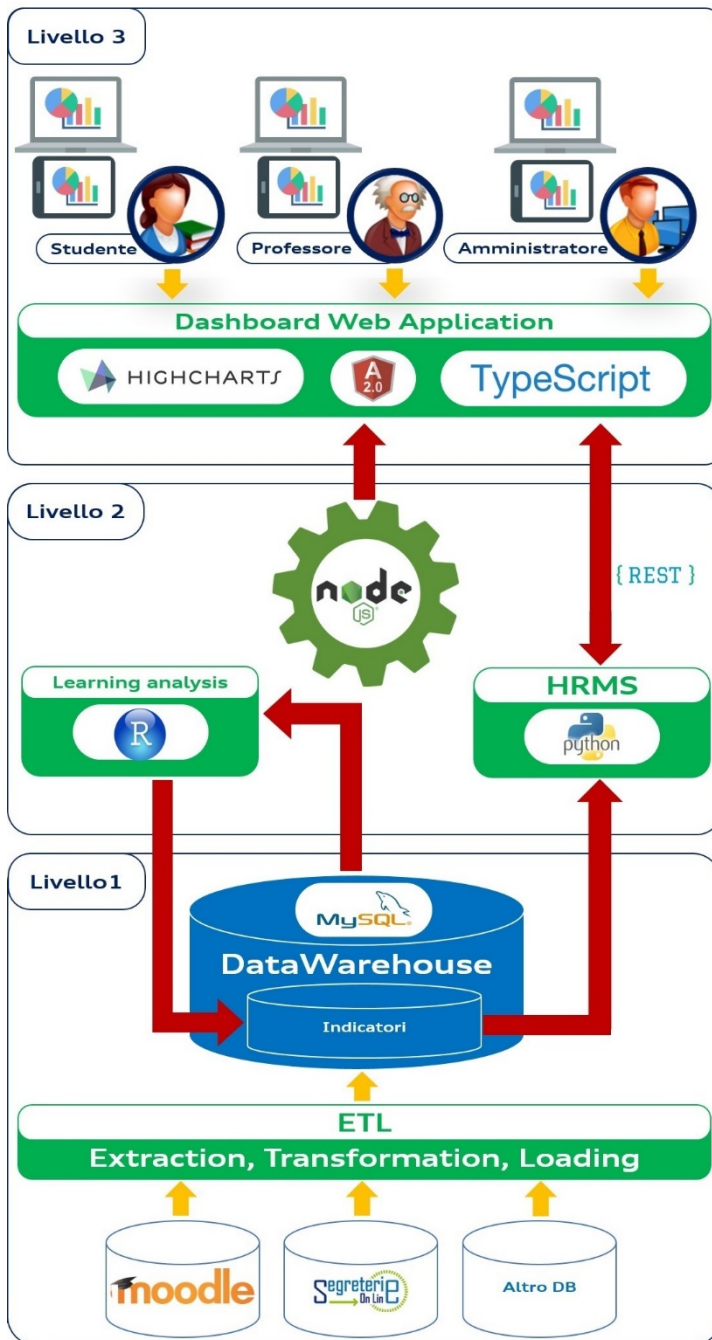 Livello 3
Studente
Professore
Amministratore
Dashboard Web Application
HIGHCHARTS
A
2.0
TypeScript
Livello 2
node
JS
{ REST }
Learning analysis
R
HRMS
python
Livello1
MySQL
DataWarehouse
Indicatori
ETL
Extraction, Transformation, Loading
moodle
Segreterie
On Line
Altro DB